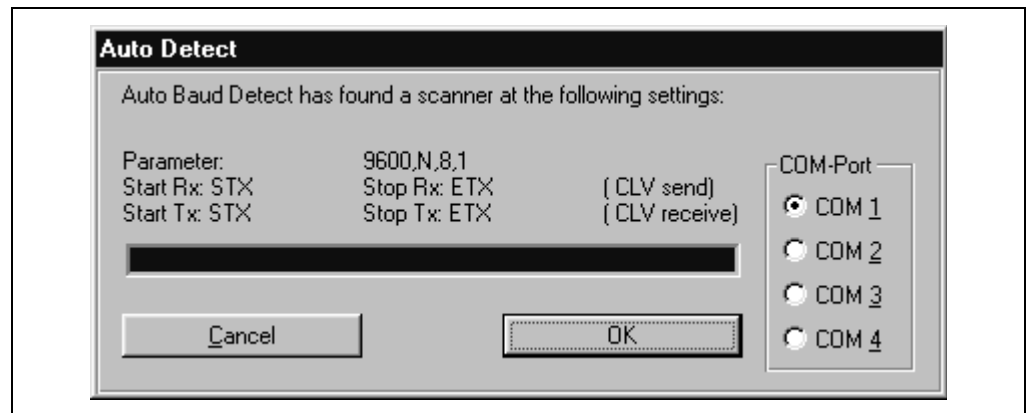 Auto Detect
Auto Baud Detect has found a scanner at the following settings:
Parameter: 9600,N,8,1
Start Rx: STX Stop Rx: ETX ( CLV send)
Start Tx: STX Stop Tx: ETX ( CLV receive)
COM-Port
COM 1
COM 2
COM 3
COM 4
Cancel
OK